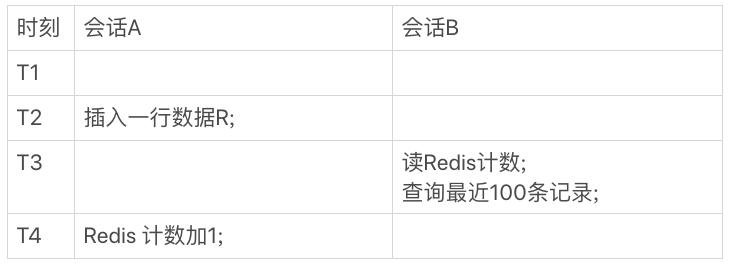 时刻 会话A 会话B
T1
T2 插入一行数据R;
T3 读Redis计数;
查询最近100条记录;
T4 Redis 计数加1;